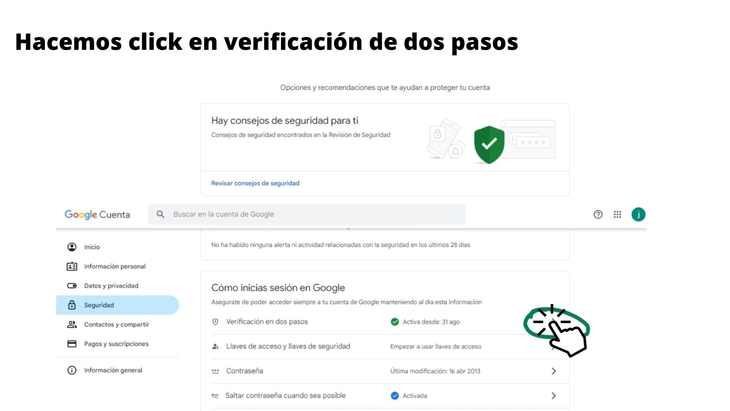 Hacemos click en verificación de dos pasos
Opciones y recomendaciones que te ayudan a proteger tu cuenta
Hay consejos de seguridad para ti
Consejos de seguridad encontrados en la Revisión de Seguridad
Revisar consejos de seguridad
Google Cuenta
Buscar en la cuenta de Google
j
No ha habido ninguna alerta ni actividad relacionadas con la seguridad en los últimos 28 días
Inicio
Información personal
Datos y privacidad
Seguridad
Contactos y compartir
Pagos y suscripciones
Información general
Cómo inicias sesión en Google
Asegúrate de poder acceder siempre a tu cuenta de Google manteniendo al día esta información
Verificación en dos pasos Activa desde: 31 ago
Llaves de acceso y llaves de seguridad Empezar a usar llaves de acceso
Contraseña Última modificación: 16 abr 2013
Saltar contraseña cuando sea posible Activada